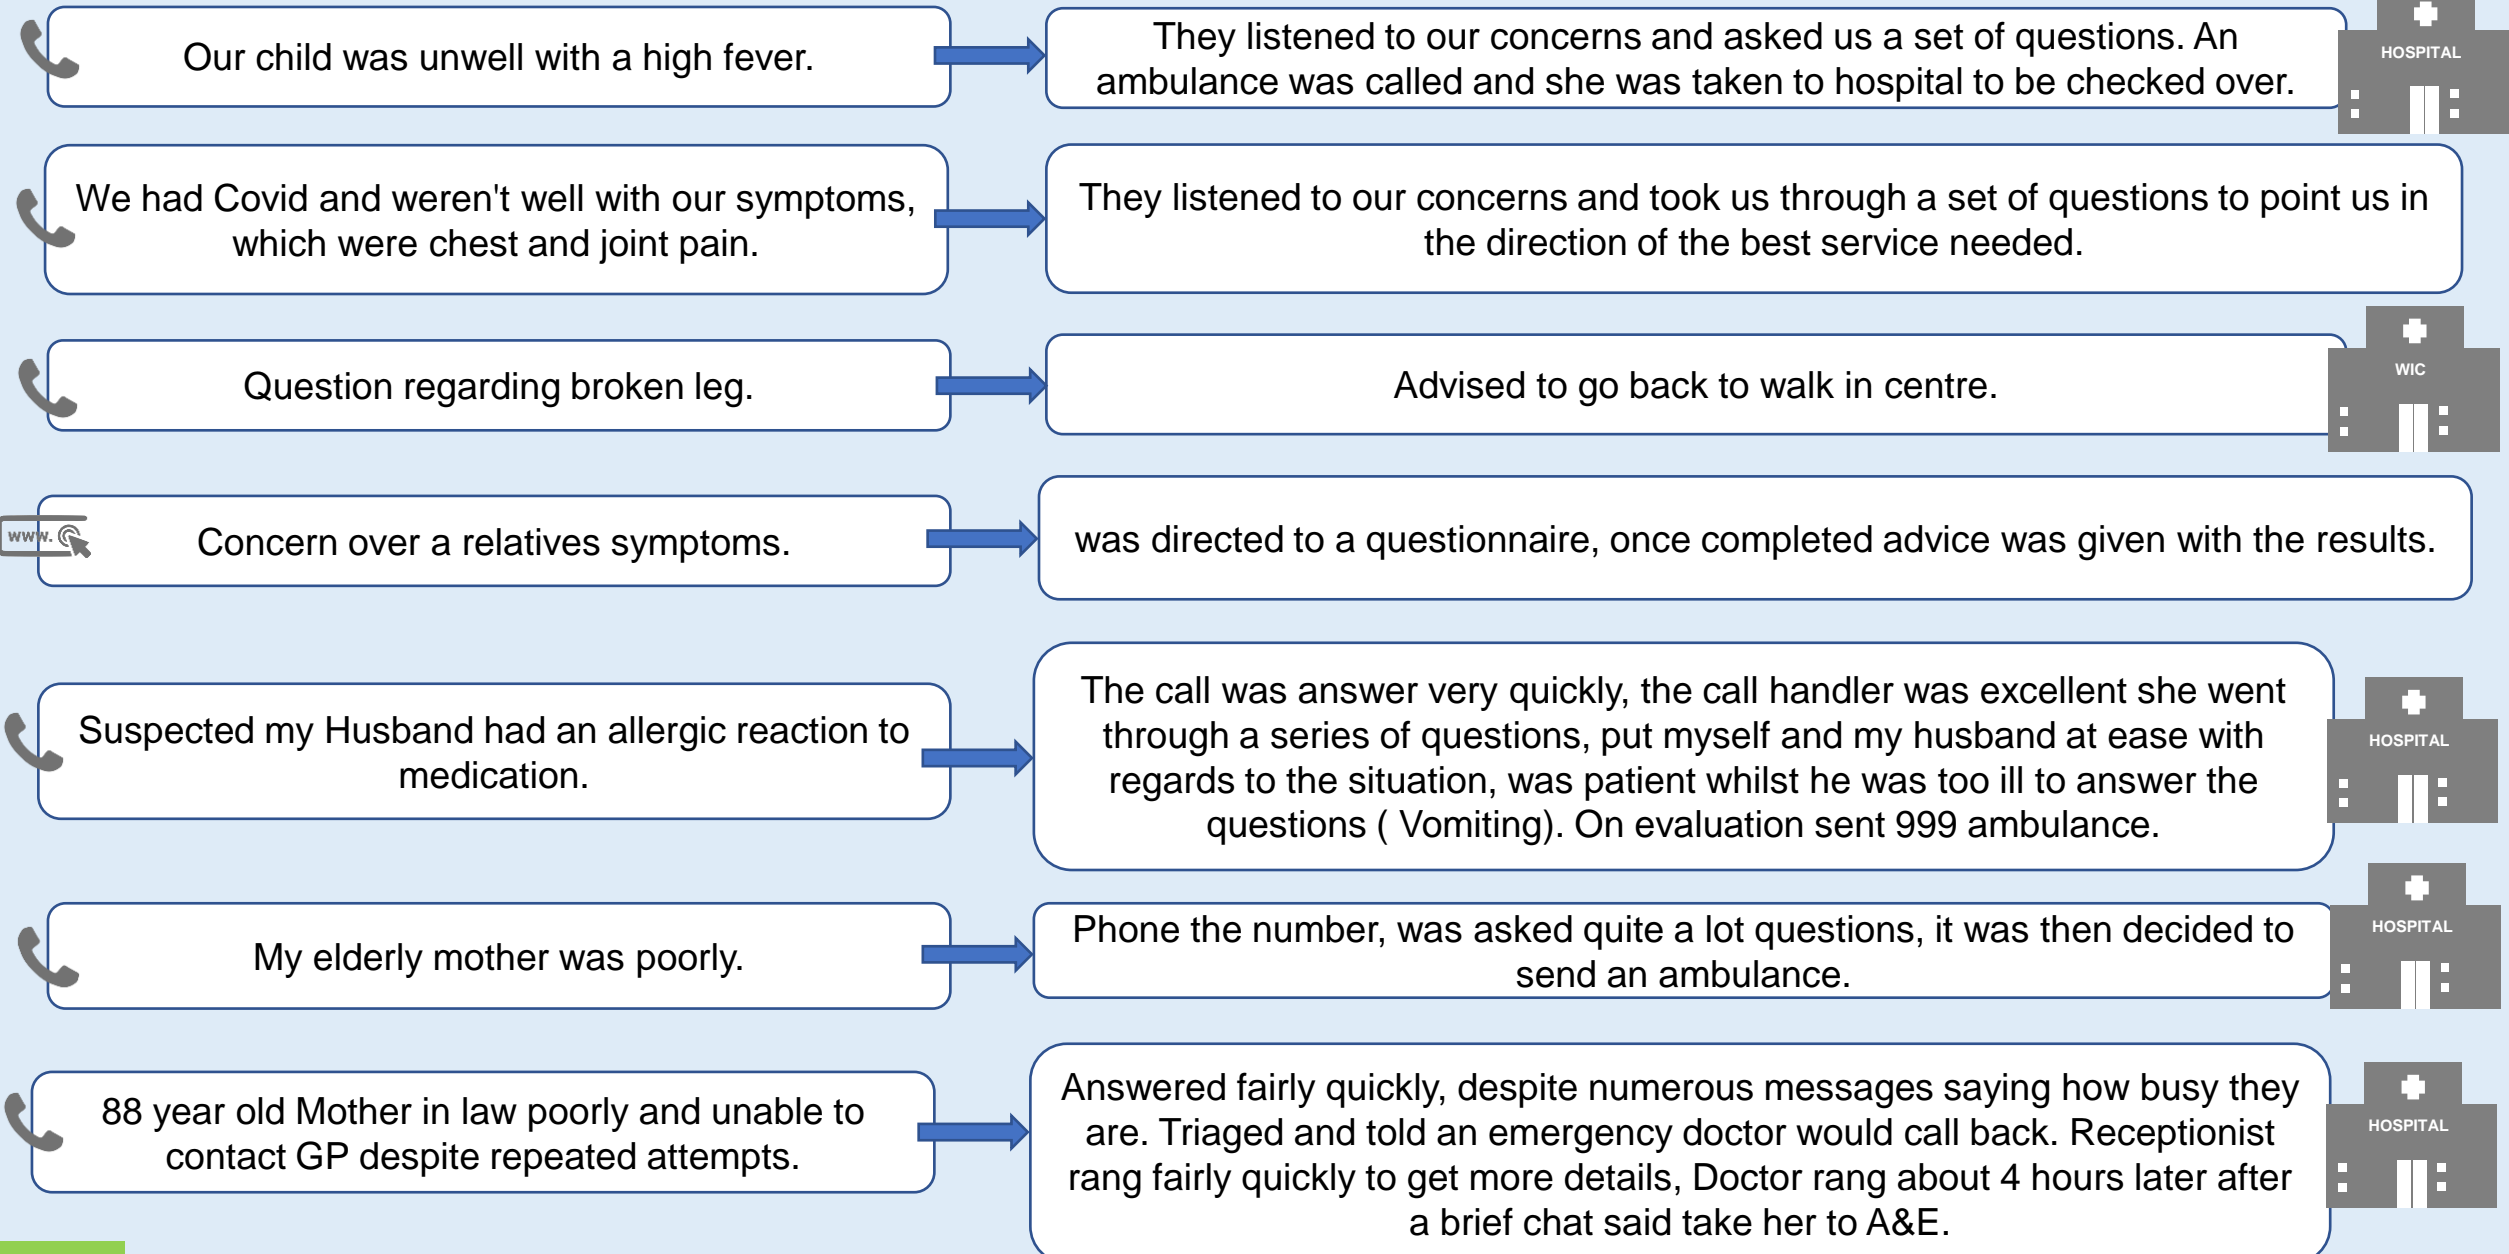 Our child was unwell with a high fever.
They listened to our concerns and asked us a set of questions. An
ambulance was called and she was taken to hospital to be checked over.
HOSPITAL
We had Covid and weren't well with our symptoms,
which were chest and joint pain.
They listened to our concerns and took us through a set of questions to point us in
the direction of the best service needed.
Question regarding broken leg.
Advised to go back to walk in centre.
WIC
www.
Concern over a relatives symptoms.
was directed to a questionnaire, once completed advice was given with the results.
Suspected my Husband had an allergic reaction to
medication.
The call was answer very quickly, the call handler was excellent she went
through a series of questions, put myself and my husband at ease with
regards to the situation, was patient whilst he was too ill to answer the
questions ( Vomiting). On evaluation sent 999 ambulance.
HOSPITAL
My elderly mother was poorly.
Phone the number, was asked quite a lot questions, it was then decided to
send an ambulance.
HOSPITAL
88 year old Mother in law poorly and unable to
contact GP despite repeated attempts.
Answered fairly quickly, despite numerous messages saying how busy they
are. Triaged and told an emergency doctor would call back. Receptionist
rang fairly quickly to get more details, Doctor rang about 4 hours later after
a brief chat said take her to A&E.
HOSPITAL